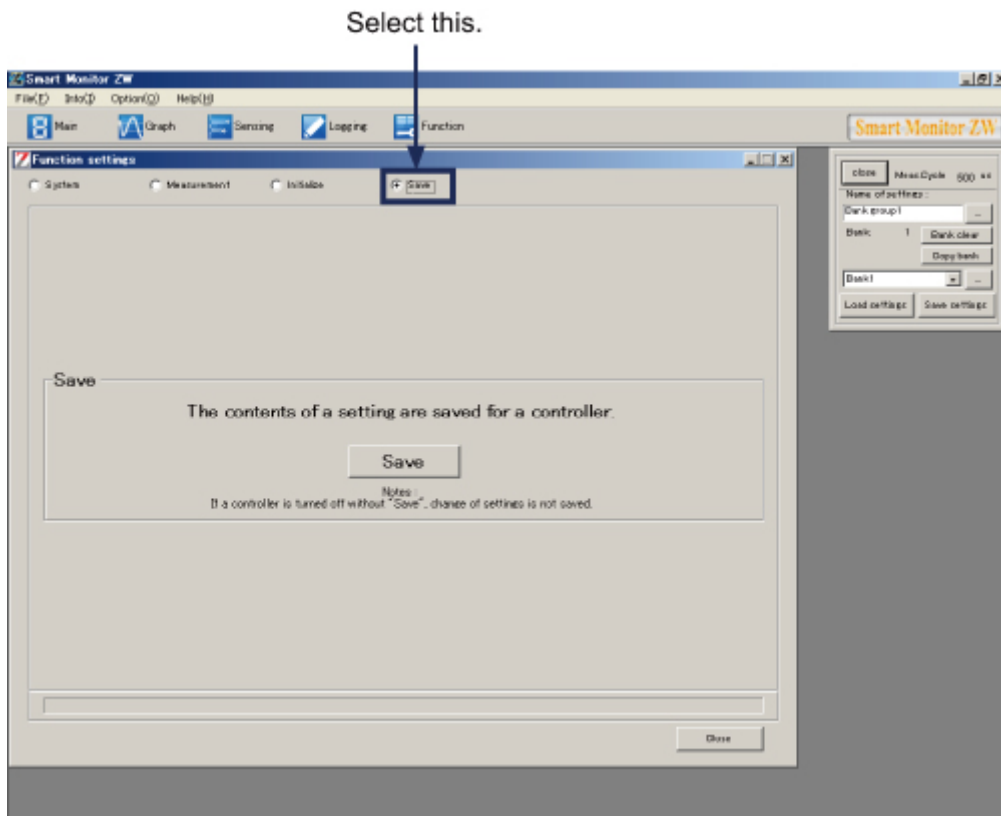 Select this.
Smart Monitor ZW
File(F) Info(I) Option(O) Help(H)
Main Graph Sensing Logging Function
Smart-Monitor-ZW
Function settings
System Measurement Initialize Save
close Meas.Cycle 500 us
Name of settings :
Bank group1 ...
Bank: 1 Bank clear
Copy bank
Bank1 ...
Load settings Save settings
Save
The contents of a setting are saved for a controller.
Save
Notes :
If a controller is turned off without "Save", change of settings is not saved.
Close